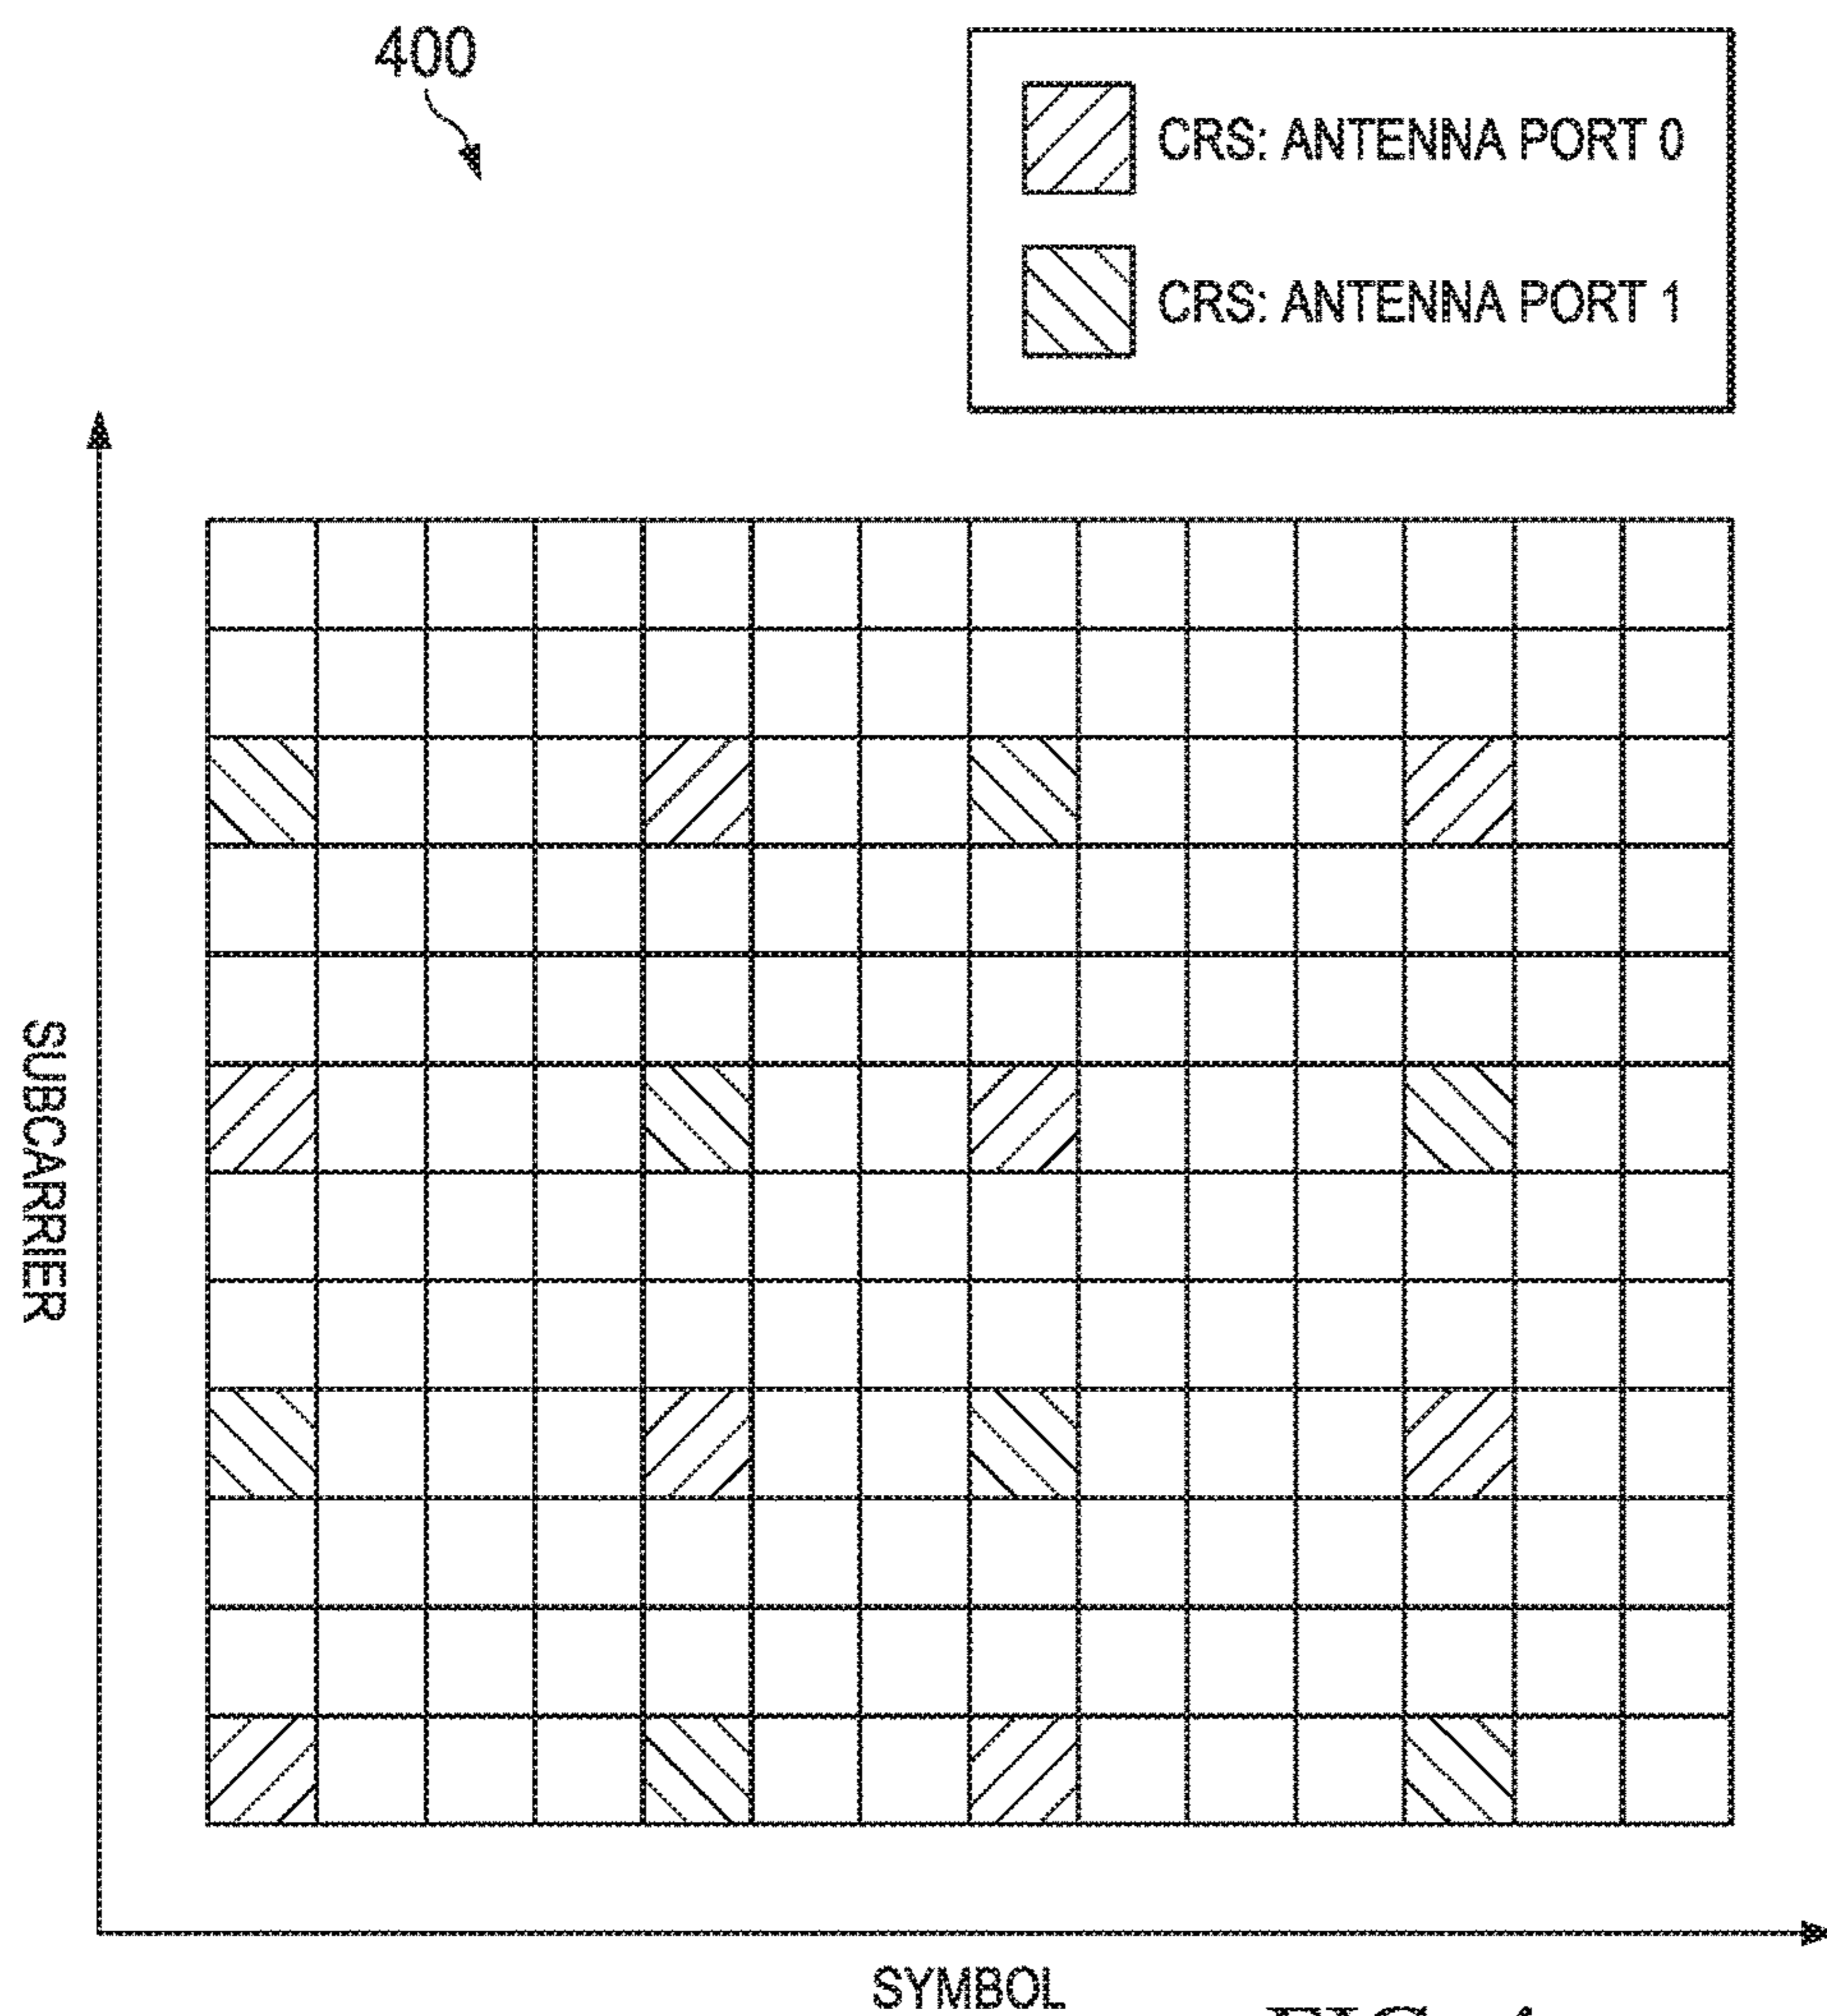 400
CRS: ANTENNA PORT 0
CRS: ANTENNA PORT 1
SUBCARRIER
SYMBOL